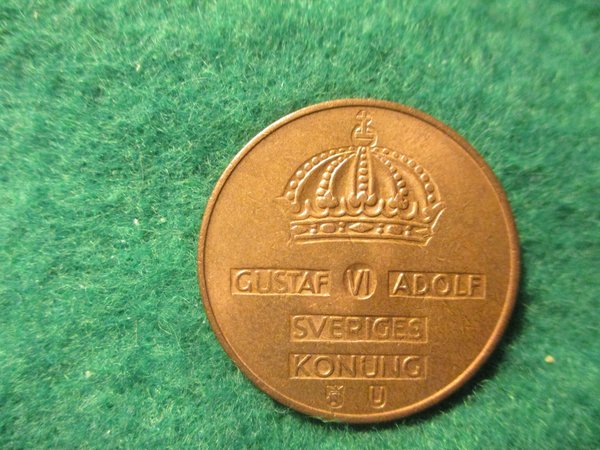 GUSTAF VI ADOLF
SVERIGES
KONUNG
U